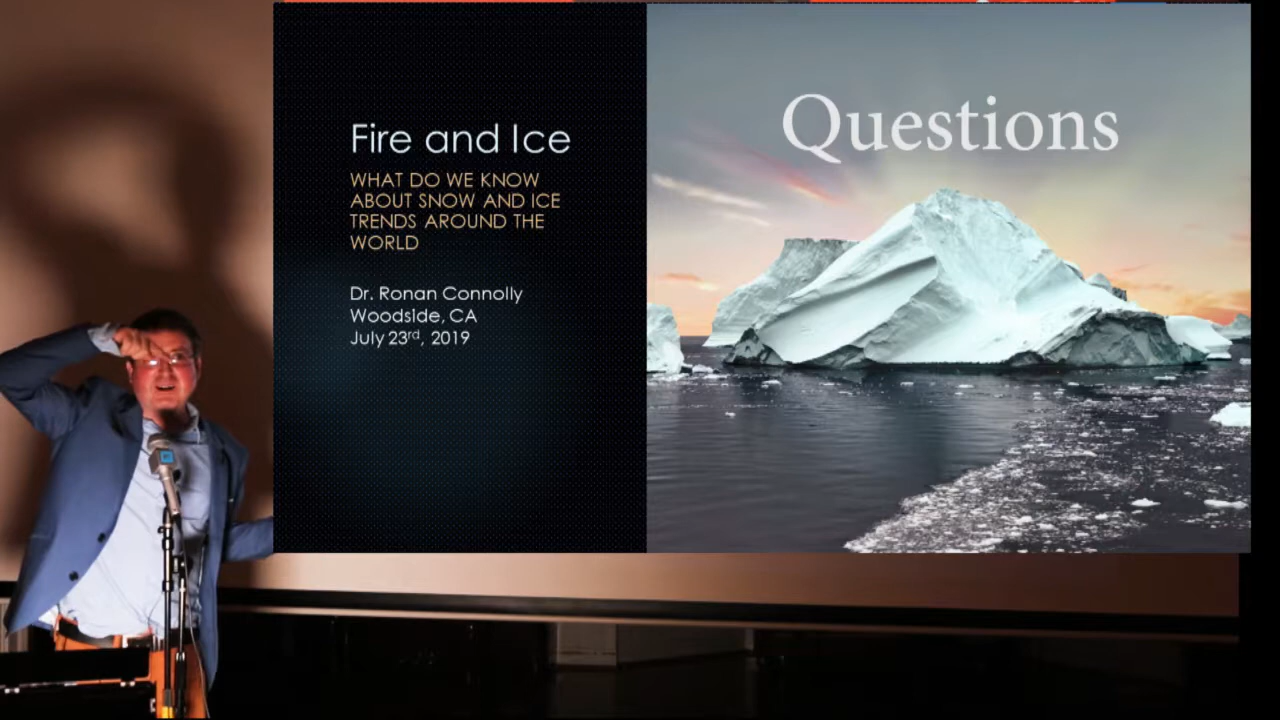 Fire and Ice
WHAT DO WE KNOW
ABOUT SNOW AND ICE
TRENDS AROUND THE
WORLD
Dr. Ronan Connolly
Woodside, CA
July 23rd, 2019
Questions